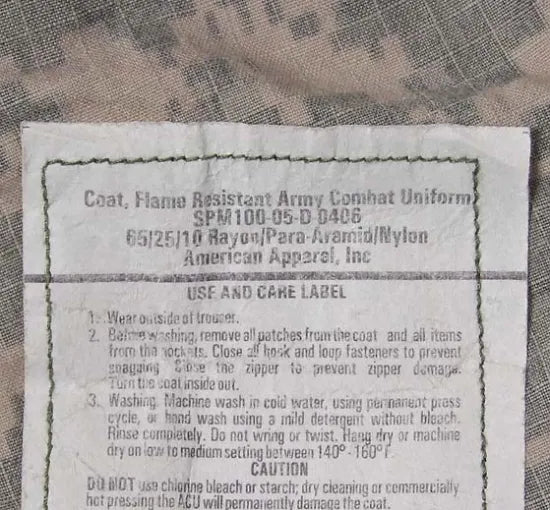 Coat, Flame Resistant Army Combat Uniform
SPM100-05-D-0406
65/25/10 Rayon/Para-Aramid/Nylon
American Apparel, Inc
USE AND CARE LABEL
1. Wear outside of trouser.
2. Before washing, remove all patches from the coat and all items
from the pockets. Close all hook and loop fasteners to prevent
snagging Close the zipper to prevent zipper damage.
Turn the coat inside out.
3. Washing. Machine wash in cold water, using permanent press
cycle, or hand wash using a mild detergent without bleach.
Rinse completely. Do not wring or twist. Hang dry or machine
dry on low to medium setting between 140° - 160° F.
CAUTION
DO NOT use chlorine bleach or starch; dry cleaning or commercially
hot pressing the ACU will permanently damage the coat.